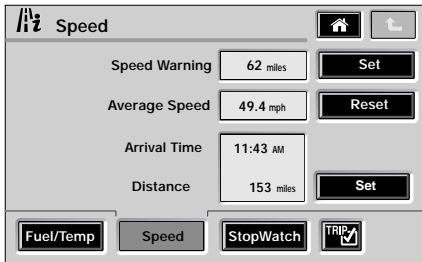 i Speed
Speed Warning 62 miles Set
Average Speed 49.4 mph Reset
Arrival Time 11:43 AM
Distance 153 miles Set
Fuel/Temp Speed StopWatch TRIP